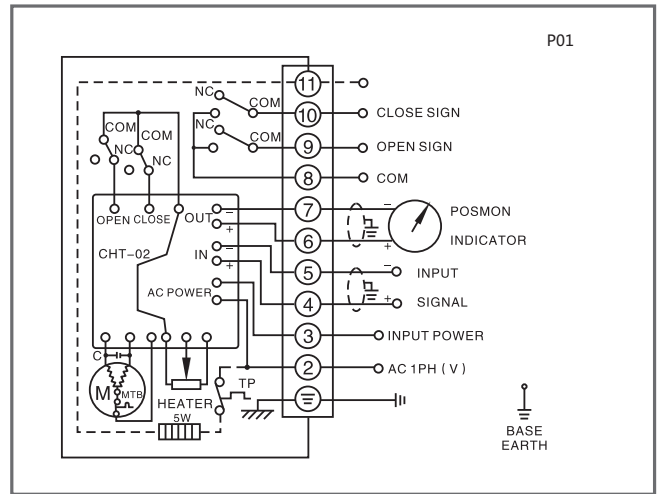 P01
11
NC
COM
10
CLOSE SIGN
NC
COM
9
OPEN SIGN
COM
COM
NC
NC
8
COM
7
–
POSMON
OPEN
CLOSE
OUT
–
+
6
+
INDICATOR
CHT-02
IN
–
+
5
–
INPUT
AC POWER
4
+
SIGNAL
3
INPUT POWER
C
2
AC 1PH ( V )
M
MTB
HEATER
5W
TP
BASE
EARTH